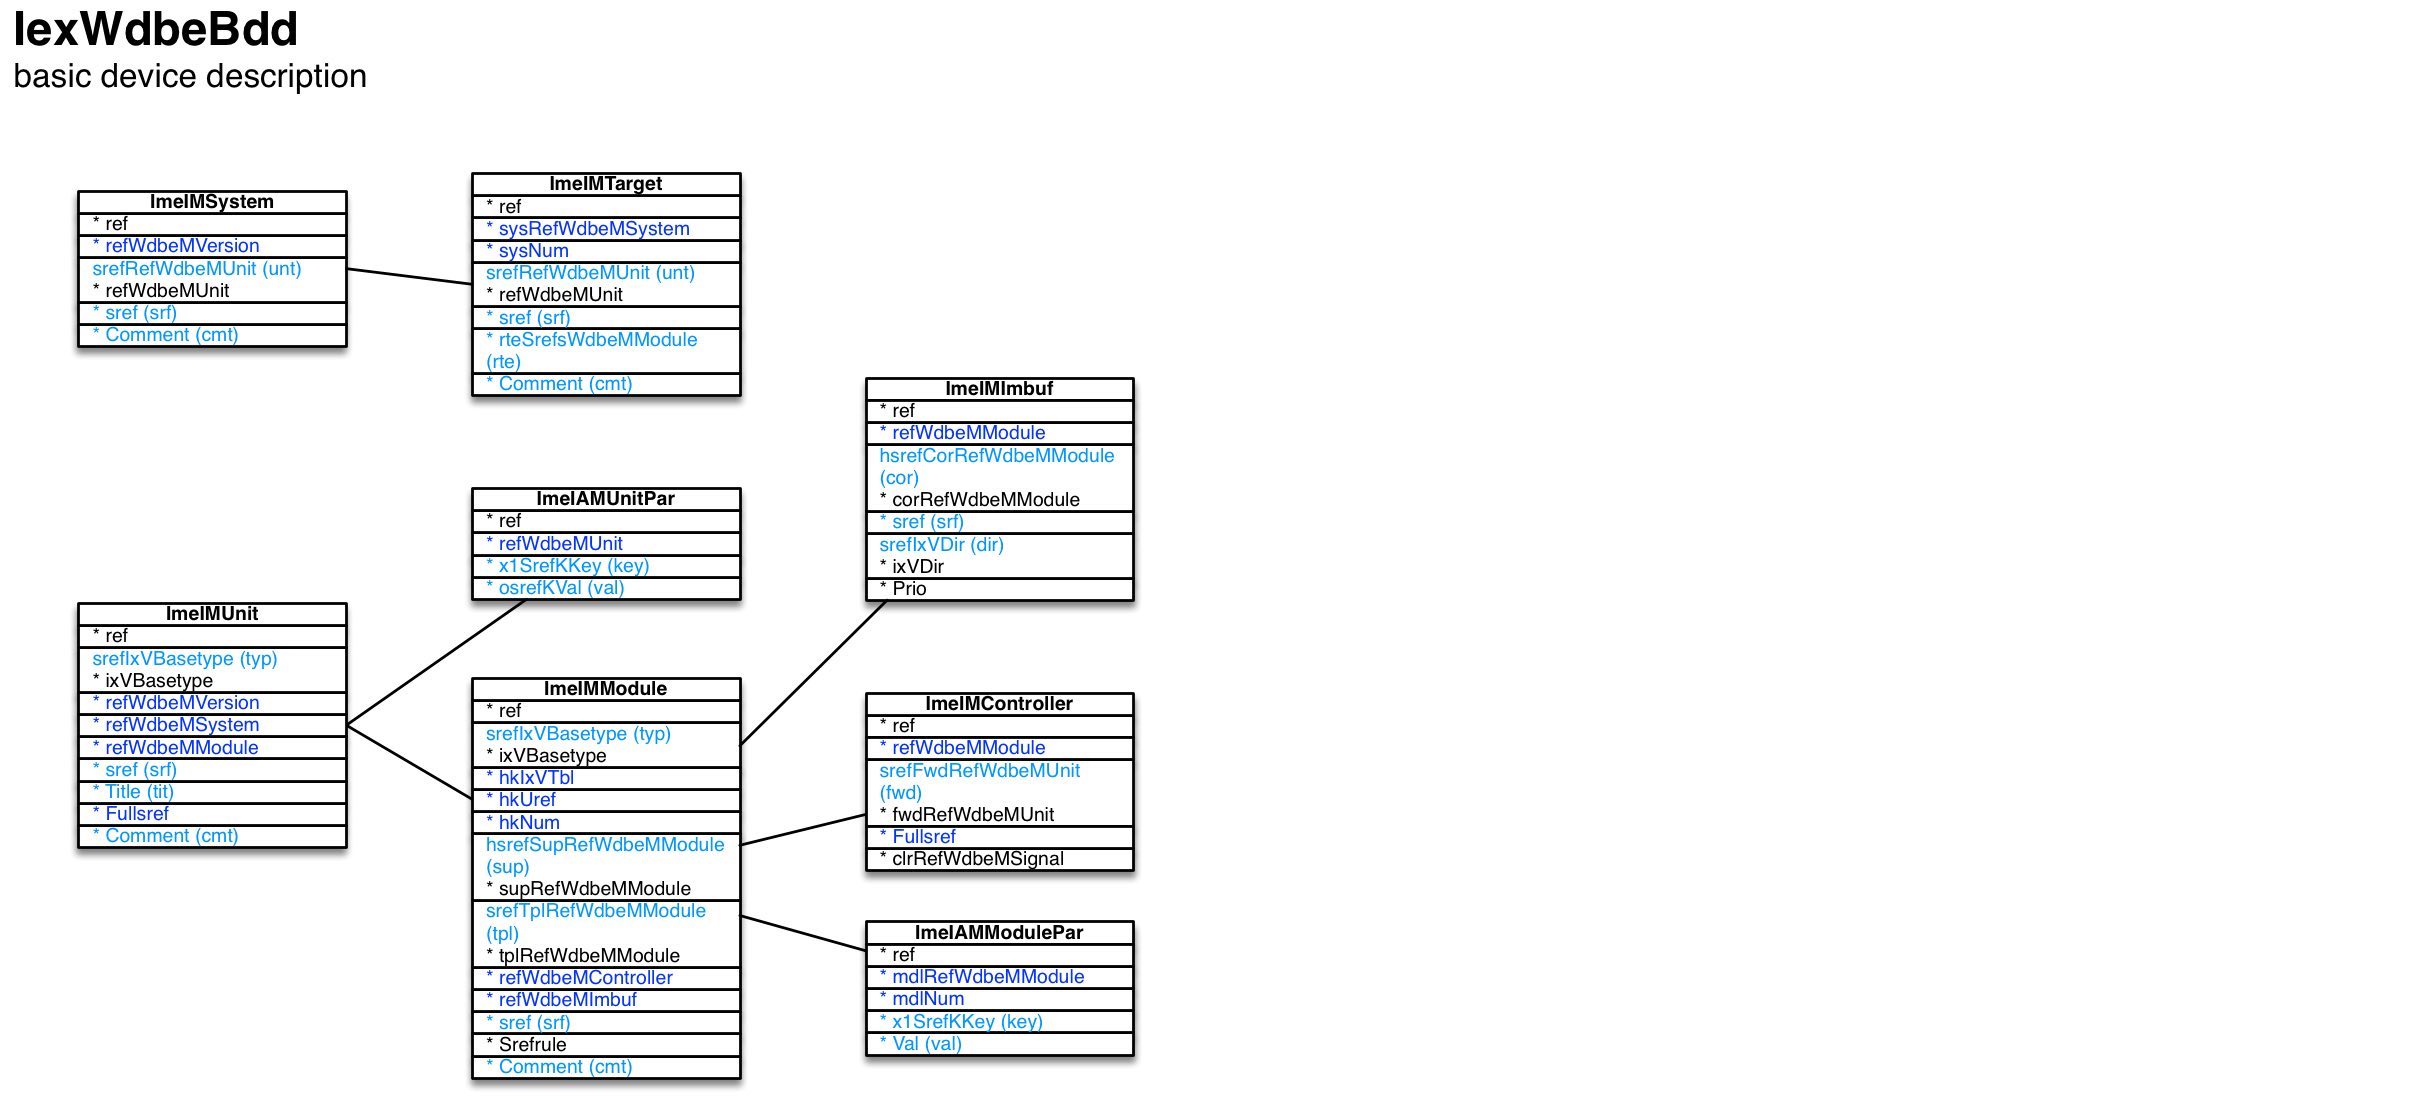 IexWdbeBdd
basic device description
ImeIMSystem
* ref
* refWdbeMVersion
srefRefWdbeMUnit (unt)
* refWdbeMUnit
* sref (srf)
* Comment (cmt)
ImeIMTarget
* ref
* sysRefWdbeMSystem
* sysNum
srefRefWdbeMUnit (unt)
* refWdbeMUnit
* sref (srf)
* rteSrefsWdbeMModule
(rte)
* Comment (cmt)
ImeIMUnit
* ref
srefIxVBasetype (typ)
* ixVBasetype
* refWdbeMVersion
* refWdbeMSystem
* refWdbeMModule
* sref (srf)
* Title (tit)
* Fullsref
* Comment (cmt)
ImeIAMUnitPar
* ref
* refWdbeMUnit
* x1SrefKKey (key)
* osrefKVal (val)
ImeIMModule
* ref
srefIxVBasetype (typ)
* ixVBasetype
* hkIxVTbl
* hkUref
* hkNum
hsrefSupRefWdbeMModule
(sup)
* supRefWdbeMModule
srefTplRefWdbeMModule
(tpl)
* tplRefWdbeMModule
* refWdbeMController
* refWdbeMImbuf
* sref (srf)
* Srefrule
* Comment (cmt)
ImeIMImbuf
* ref
* refWdbeMModule
hsrefCorRefWdbeMModule
(cor)
* corRefWdbeMModule
* sref (srf)
srefIxVDir (dir)
* ixVDir
* Prio
ImeIMController
* ref
* refWdbeMModule
srefFwdRefWdbeMUnit
(fwd)
* fwdRefWdbeMUnit
* Fullsref
* clrRefWdbeMSignal
ImeIAMModulePar
* ref
* mdlRefWdbeMModule
* mdlNum
* x1SrefKKey (key)
* Val (val)